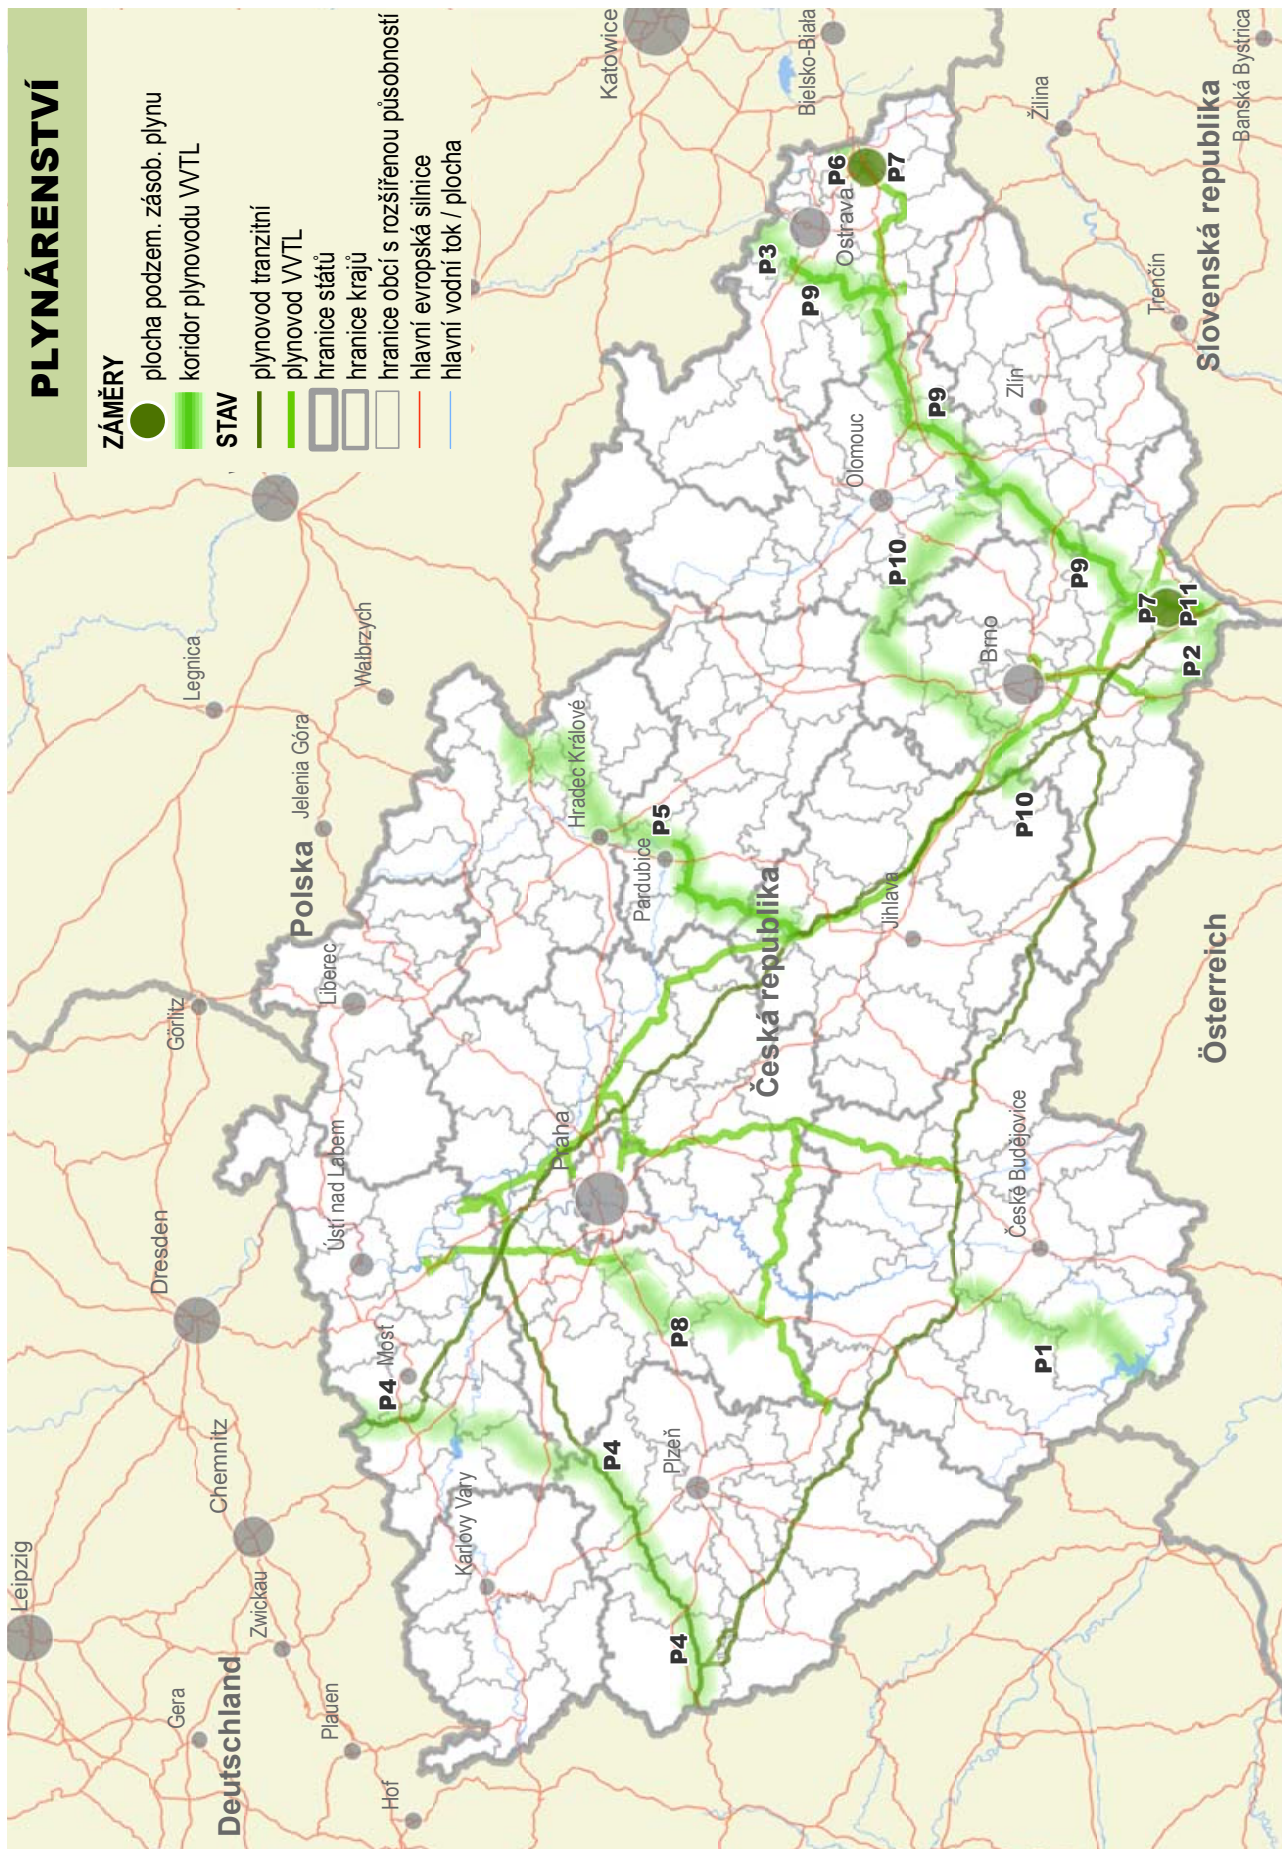 PLYNÁRENSTVÍ
ZÁMĚRY
plocha podzem. zásob. plynu
koridor plynovodu VVTL
STAV
plynovod tranzitní
plynovod VVTL
hranice států
hranice krajů
hranice obcí s rozšířenou působností
hlavní evropská silnice
hlavní vodní tok / plocha
Leipzig
Gera
Zwickau
Chemnitz
Dresden
Deutschland
Plauen
Hof
Görlitz
Legnica
Jelenia Góra
Wałbrzych
Polska
Liberec
Ústí nad Labem
Most
P4
Karlovy Vary
P4
Plzeň
P4
Praha
P8
Hradec Králové
Pardubice
P5
Česká republika
Jihlava
České Budějovice
P1
Österreich
Katowice
Bielsko-Biała
P3
P9
Ostrava
P6
P7
Olomouc
P10
P9
Zlín
Brno
P9
P10
P7
P11
P2
Žilina
Trenčín
Slovenská republika
Banská Bystrica